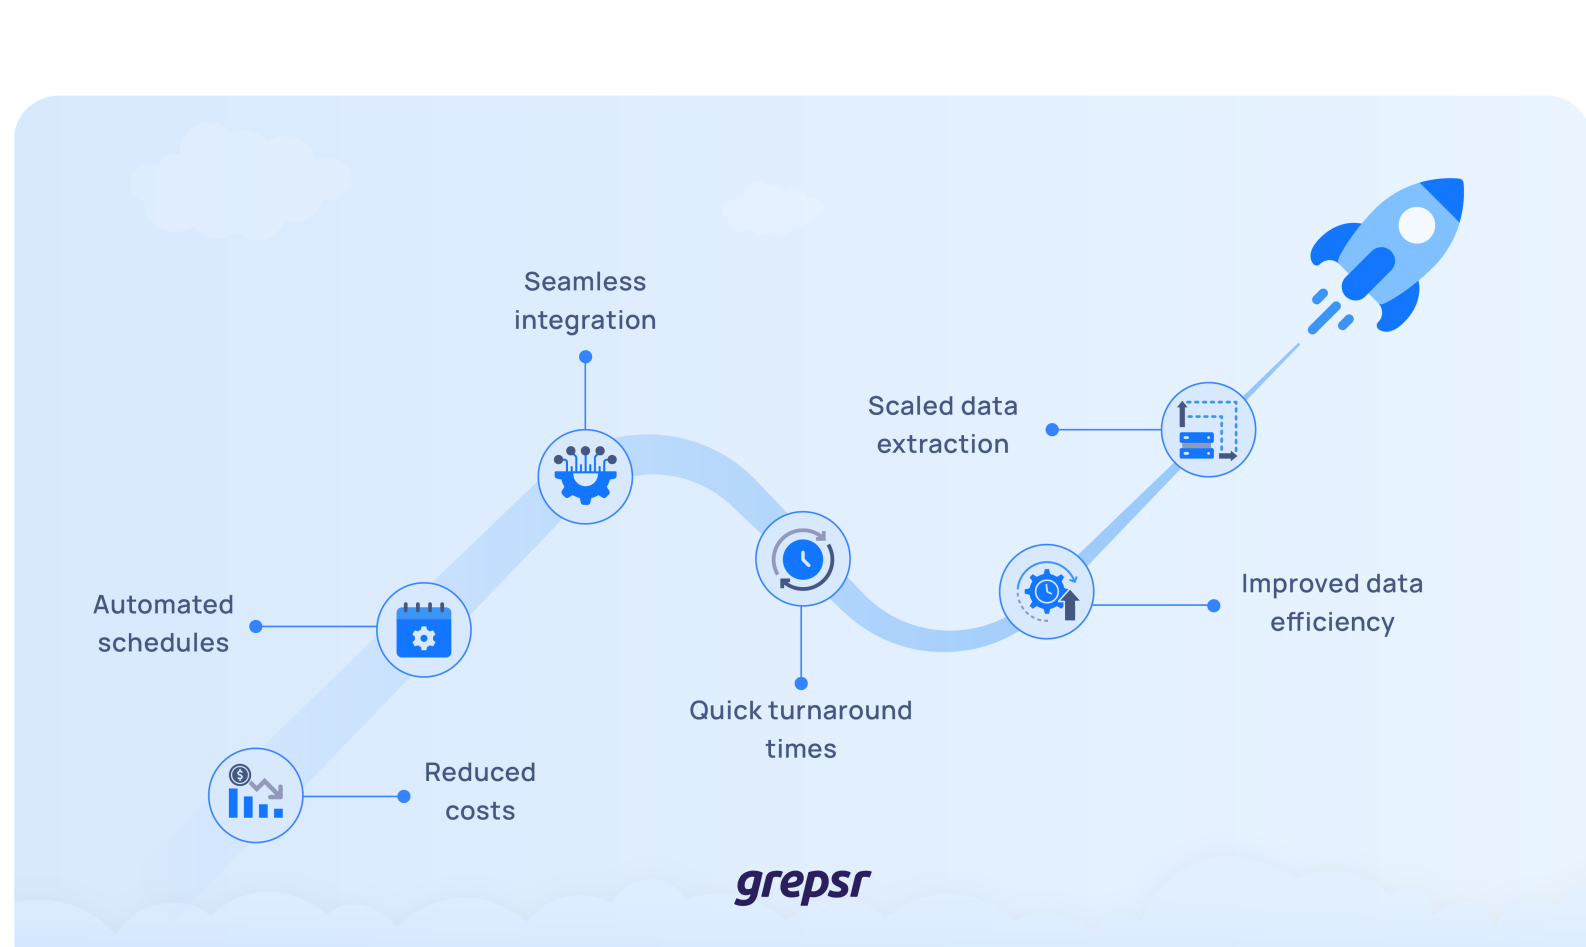 Seamless
integration
Scaled data
extraction
Automated
schedules
Improved data
efficiency
Quick turnaround
times
Reduced
costs
$
grepsr